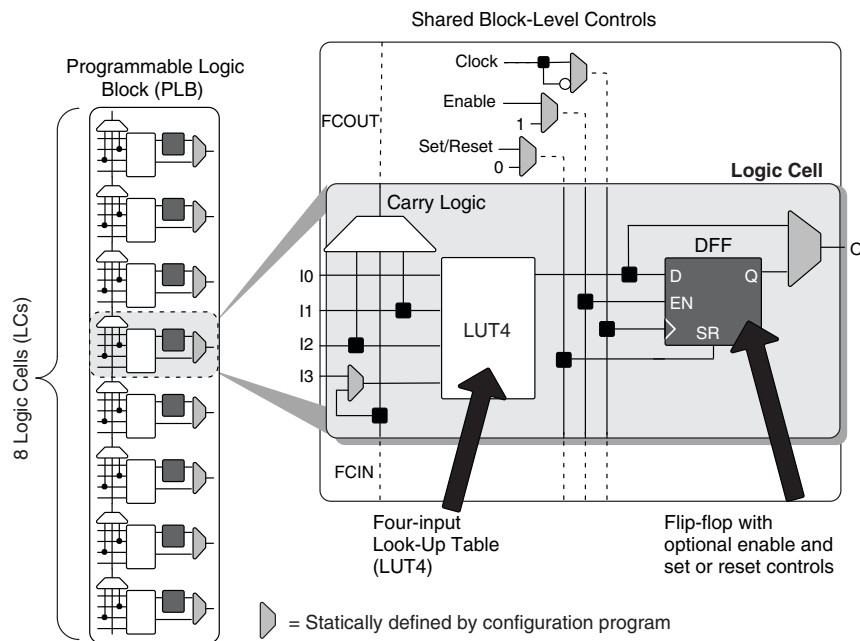 Shared Block-Level Controls
Programmable Logic
Block (PLB)
Clock
Enable
1
FCOUT
Set/Reset
0
Logic Cell
Carry Logic
DFF
O
I0
D
Q
I1
EN
LUT4
I2
SR
I3
8 Logic Cells (LCs)
FCIN
Four-input
Look-Up Table
(LUT4)
Flip-flop with
optional enable and
set or reset controls
= Statically defined by configuration program